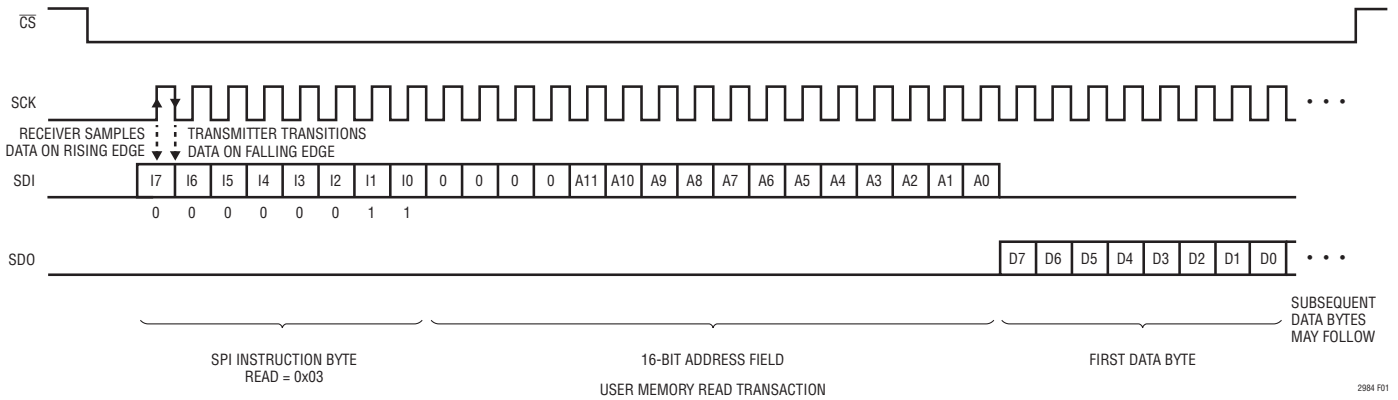 CS
SCK
RECEIVER SAMPLES TRANSMITTER TRANSITIONS
DATA ON RISING EDGE DATA ON FALLING EDGE
SDI I7 I6 I5 I4 I3 I2 I1 I0 0 0 0 0 A11 A10 A9 A8 A7 A6 A5 A4 A3 A2 A1 A0
0 0 0 0 0 0 1 1
SDO D7 D6 D5 D4 D3 D2 D1 D0 • • •
SUBSEQUENT
DATA BYTES
MAY FOLLOW
SPI INSTRUCTION BYTE 16-BIT ADDRESS FIELD FIRST DATA BYTE
READ = 0x03
USER MEMORY READ TRANSACTION
2984 F01